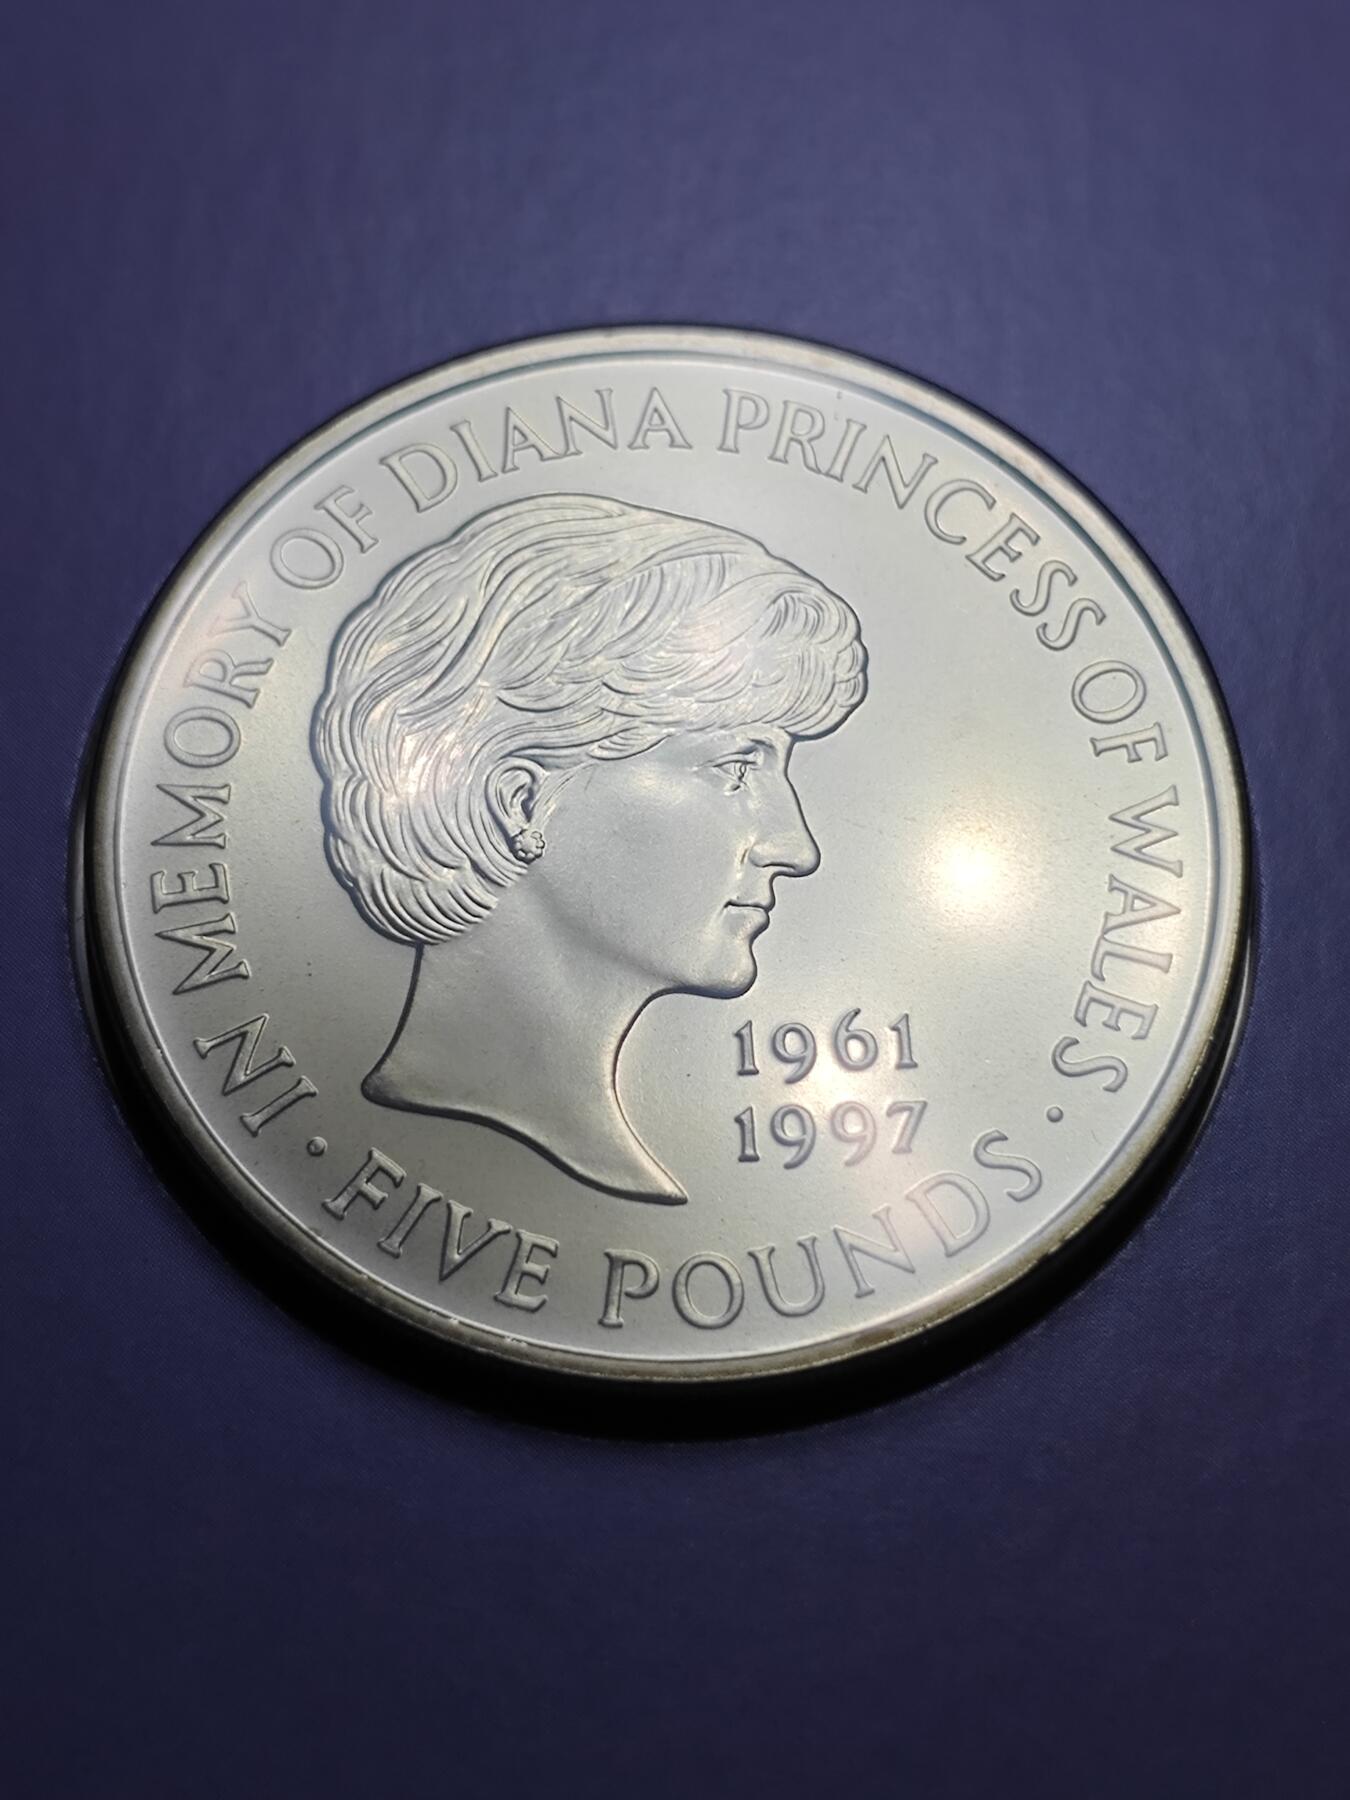 IN MEMORY OF DIANA PRINCESS OF WALES ·
1961
1997
FIVE POUNDS ·